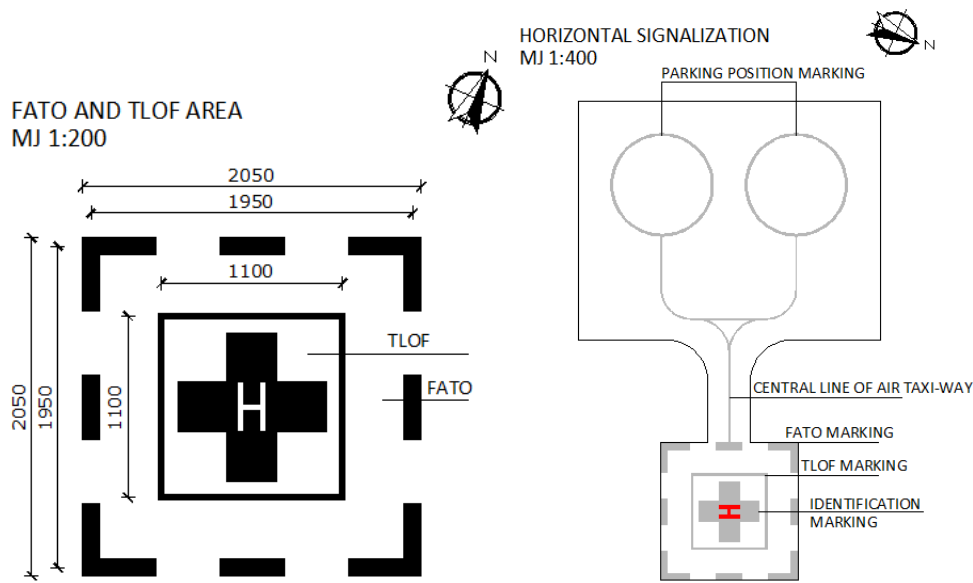 FATO AND TLOF AREA
MJ 1:200
N
2050
1950
1100
2050
1950
1100
H
TLOF
FATO
HORIZONTAL SIGNALIZATION
MJ 1:400
N
PARKING POSITION MARKING
CENTRAL LINE OF AIR TAXI-WAY
FATO MARKING
TLOF MARKING
H
IDENTIFICATION
MARKING